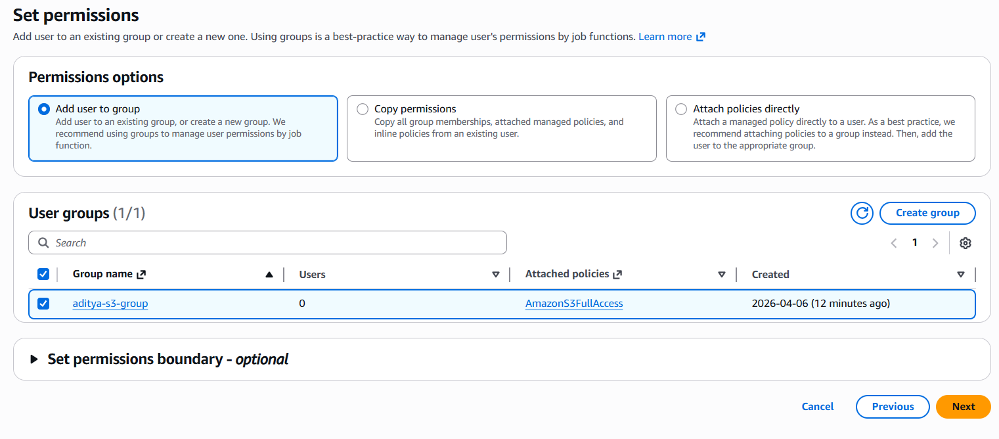 Set permissions
Add user to an existing group or create a new one. Using groups is a best-practice way to manage user's permissions by job functions. Learn more
Permissions options
Add user to group
Add user to an existing group, or create a new group. We
recommend using groups to manage user permissions by job
function.
Copy permissions
Copy all group memberships, attached managed policies, and
inline policies from an existing user.
Attach policies directly
Attach a managed policy directly to a user. As a best practice, we
recommend attaching policies to a group instead. Then, add the
user to the appropriate group.
User groups (1/1)
Create group
Search
1
Group name Users Attached policies Created
aditya-s3-group 0 AmazonS3FullAccess 2026-04-06 (12 minutes ago)
Set permissions boundary - optional
Cancel Previous Next